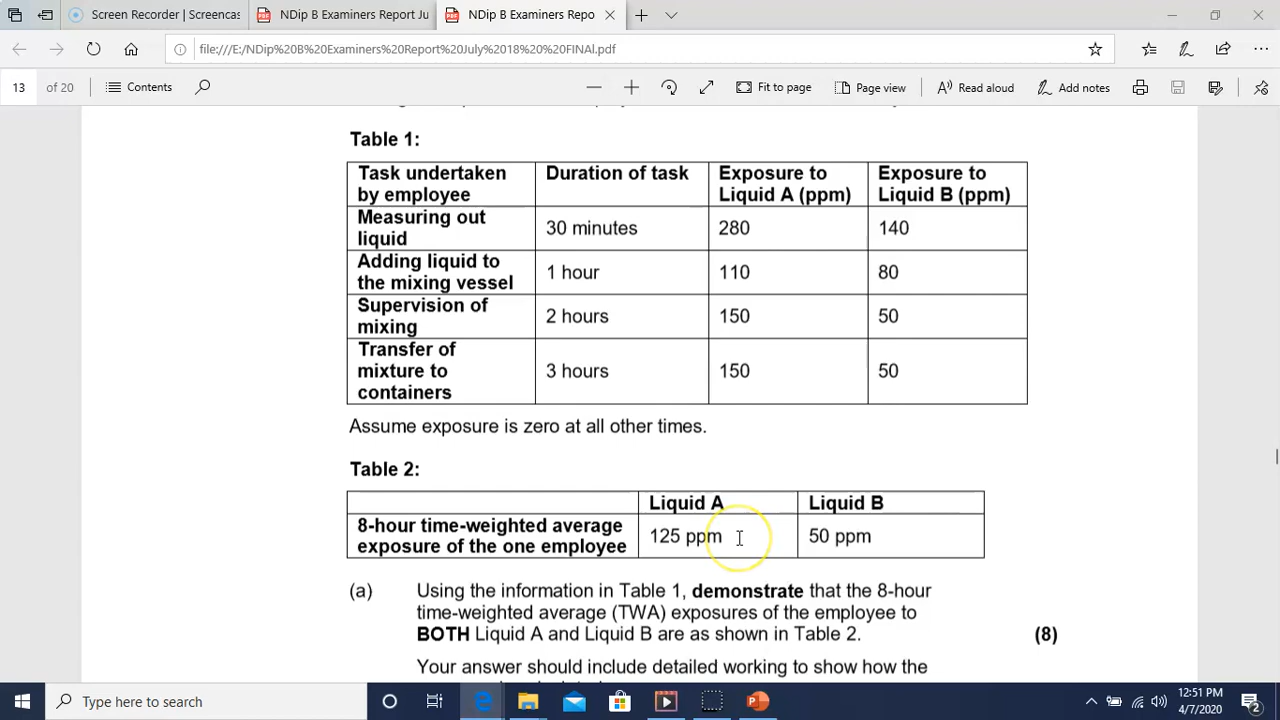 Screen Recorder | Screencas
NDip B Examiners Report Ju
NDip B Examiners Repo
file:///E:/NDip%20B%20Examiners%20Report%20July%2018%20%20FINAl.pdf
13 of 20
Contents
Fit to page
Page view
Read aloud
Add notes
Table 1:
Task undertaken by employee Duration of task Exposure to Liquid A (ppm) Exposure to Liquid B (ppm)
Measuring out liquid 30 minutes 280 140
Adding liquid to the mixing vessel 1 hour 110 80
Supervision of mixing 2 hours 150 50
Transfer of mixture to containers 3 hours 150 50
Assume exposure is zero at all other times.
Table 2:
Liquid A Liquid B
8-hour time-weighted average exposure of the one employee 125 ppm 50 ppm
(a) Using the information in Table 1, demonstrate that the 8-hour
time-weighted average (TWA) exposures of the employee to
BOTH Liquid A and Liquid B are as shown in Table 2. (8)
Your answer should include detailed working to show how the
Type here to search
12:51 PM
4/7/2020
2